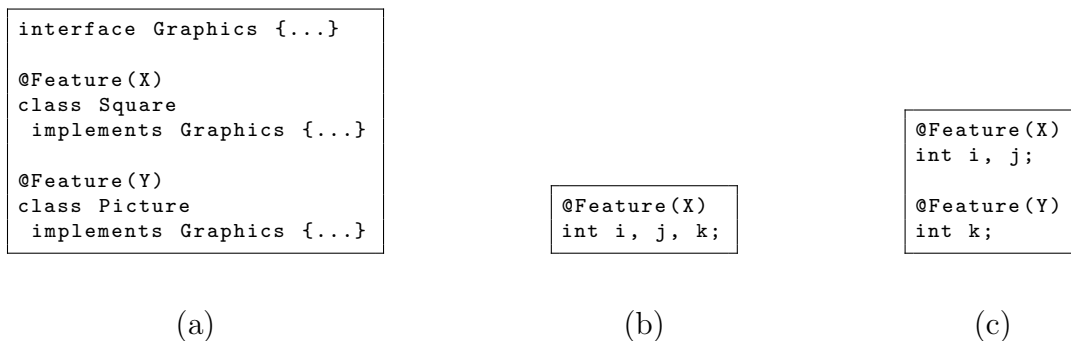 interface Graphics {...}
@Feature(X)
class Square
implements Graphics {...}
@Feature(Y)
class Picture
implements Graphics {...}
(a)
@Feature(X)
int i, j, k;
(b)
@Feature(X)
int i, j;
@Feature(Y)
int k;
(c)